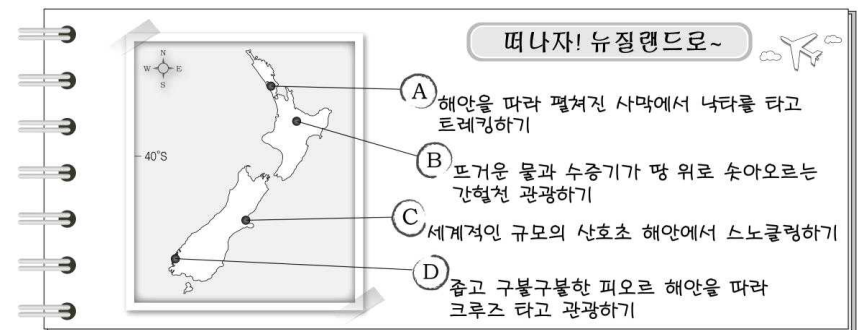 떠나자! 뉴질랜드로~
N
W E
S
40°S
A
해안을 따라 펼쳐진 사막에서 낙타를 타고
트레킹하기
B
뜨거운 물과 수증기가 땅 위로 솟아오르는
간헐천 관광하기
C
세계적인 규모의 산호초 해안에서 스노클링하기
D
좁고 구불구불한 피오르 해안을 따라
크루즈 타고 관광하기